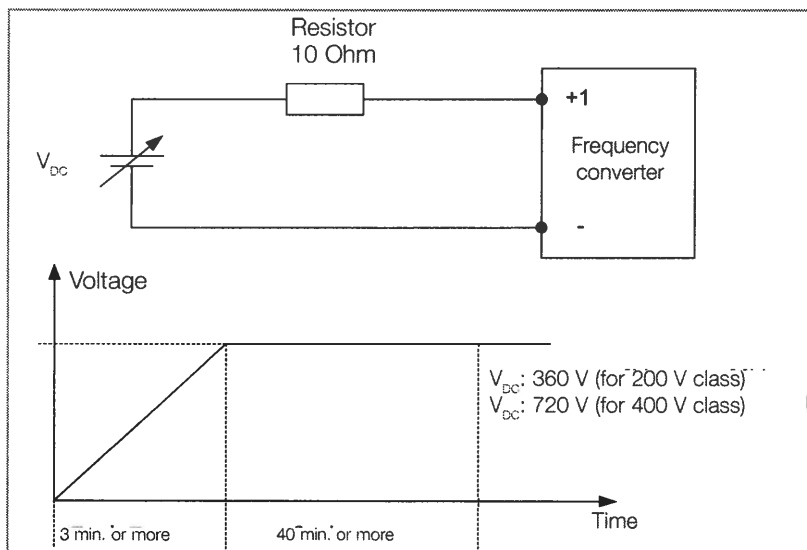 Resistor
10 Ohm
+1
Frequency
converter
V_DC
-
Voltage
V_DC: 360 V (for 200 V class)
V_DC: 720 V (for 400 V class)
Time
3 min. or more
40 min. or more